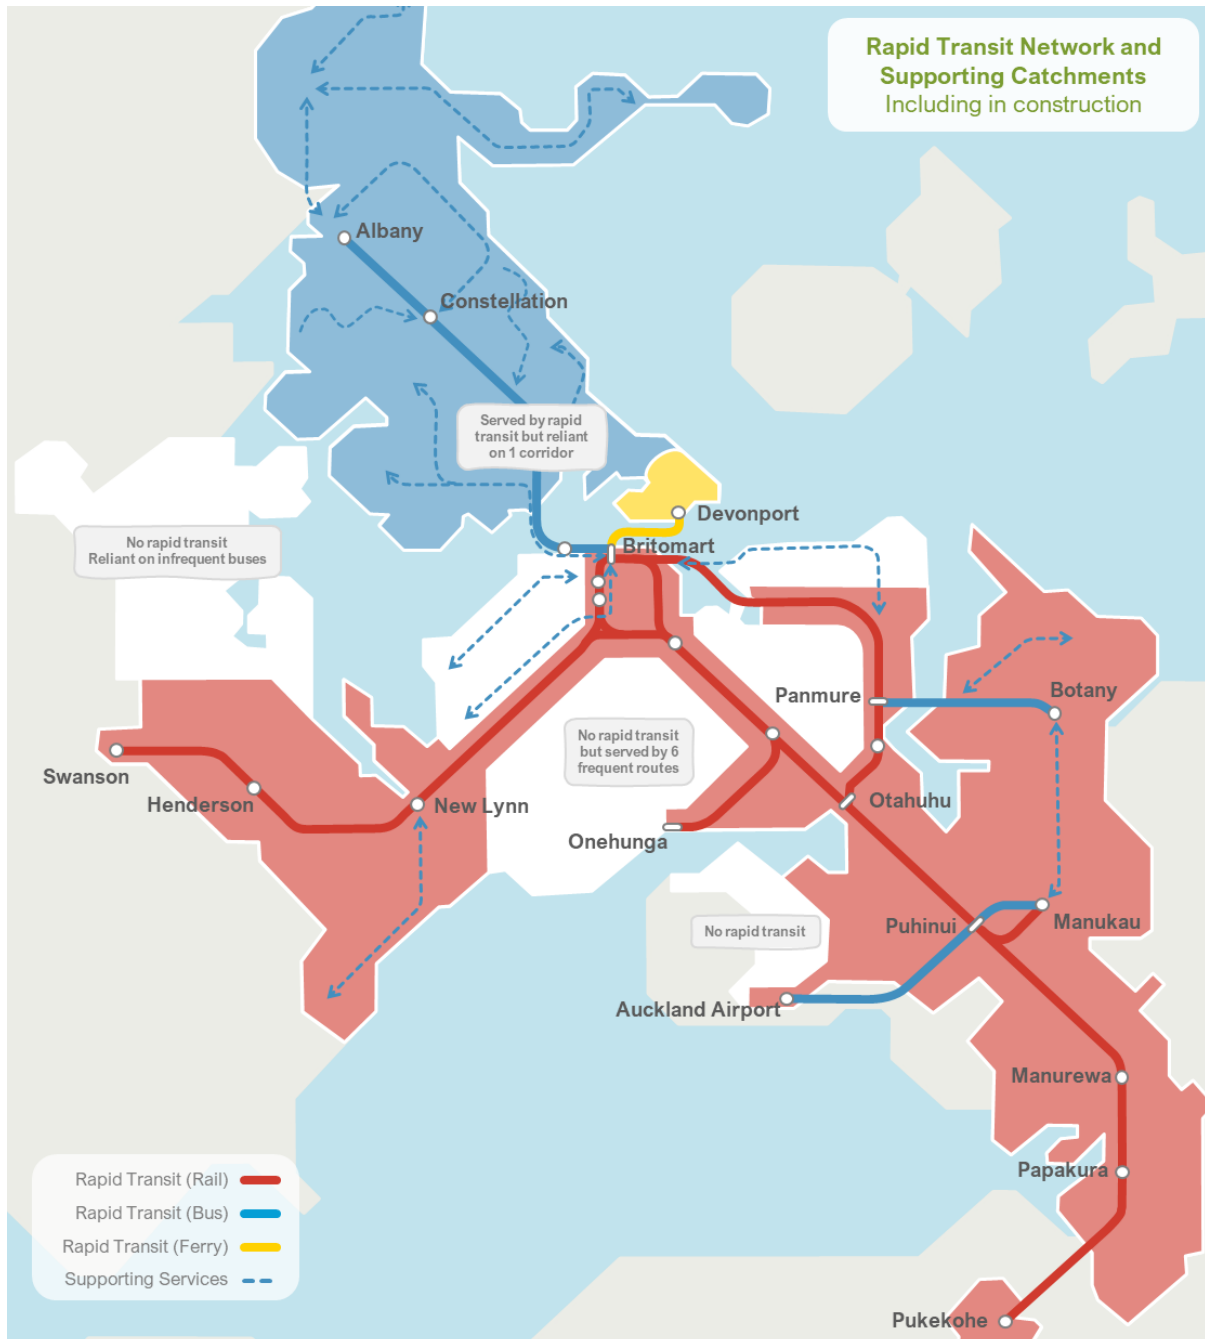 Rapid Transit Network and
Supporting Catchments
Including in construction
Albany
Constellation
Served by rapid
transit but reliant
on 1 corridor
Devonport
No rapid transit
Reliant on infrequent buses
Britomart
Panmure
Botany
No rapid transit
but served by 6
frequent routes
Swanson
Henderson
New Lynn
Otahuhu
Onehunga
No rapid transit
Puhinui
Manukau
Auckland Airport
Manurewa
Papakura
Pukekohe
Rapid Transit (Rail)
Rapid Transit (Bus)
Rapid Transit (Ferry)
Supporting Services